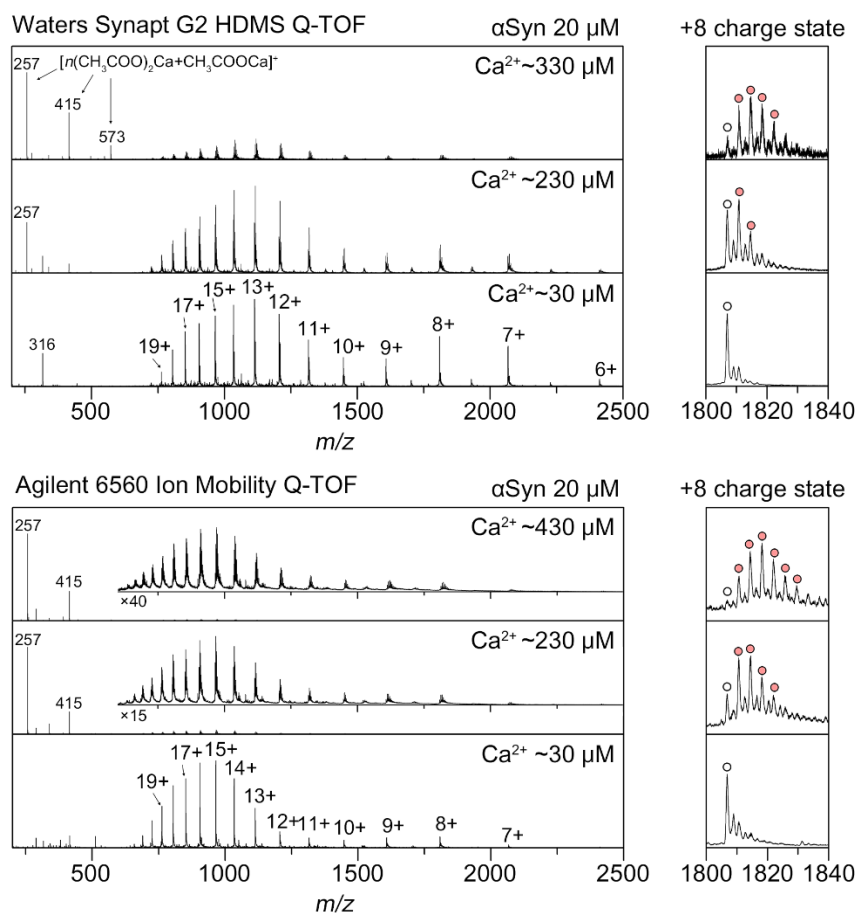 Waters Synapt G2 HDMS Q-TOF
αSyn 20 µM
+8 charge state
257
[n(CH₃COO)₂Ca+CH₃COOCa]⁺
415
573
Ca²⁺~330 µM
257
Ca²⁺~230 µM
316
19+
17+
15+
13+
12+
11+
10+
9+
8+
7+
6+
Ca²⁺~30 µM
500 1000 1500 2000 2500
m/z
1800 1820 1840
Agilent 6560 Ion Mobility Q-TOF
αSyn 20 µM
+8 charge state
257
415
×40
Ca²⁺ ~430 µM
257
415
×15
Ca²⁺ ~230 µM
19+
17+
15+
14+
13+
12+
11+
10+
9+
8+
7+
Ca²⁺ ~30 µM
500 1000 1500 2000 2500
m/z
1800 1820 1840